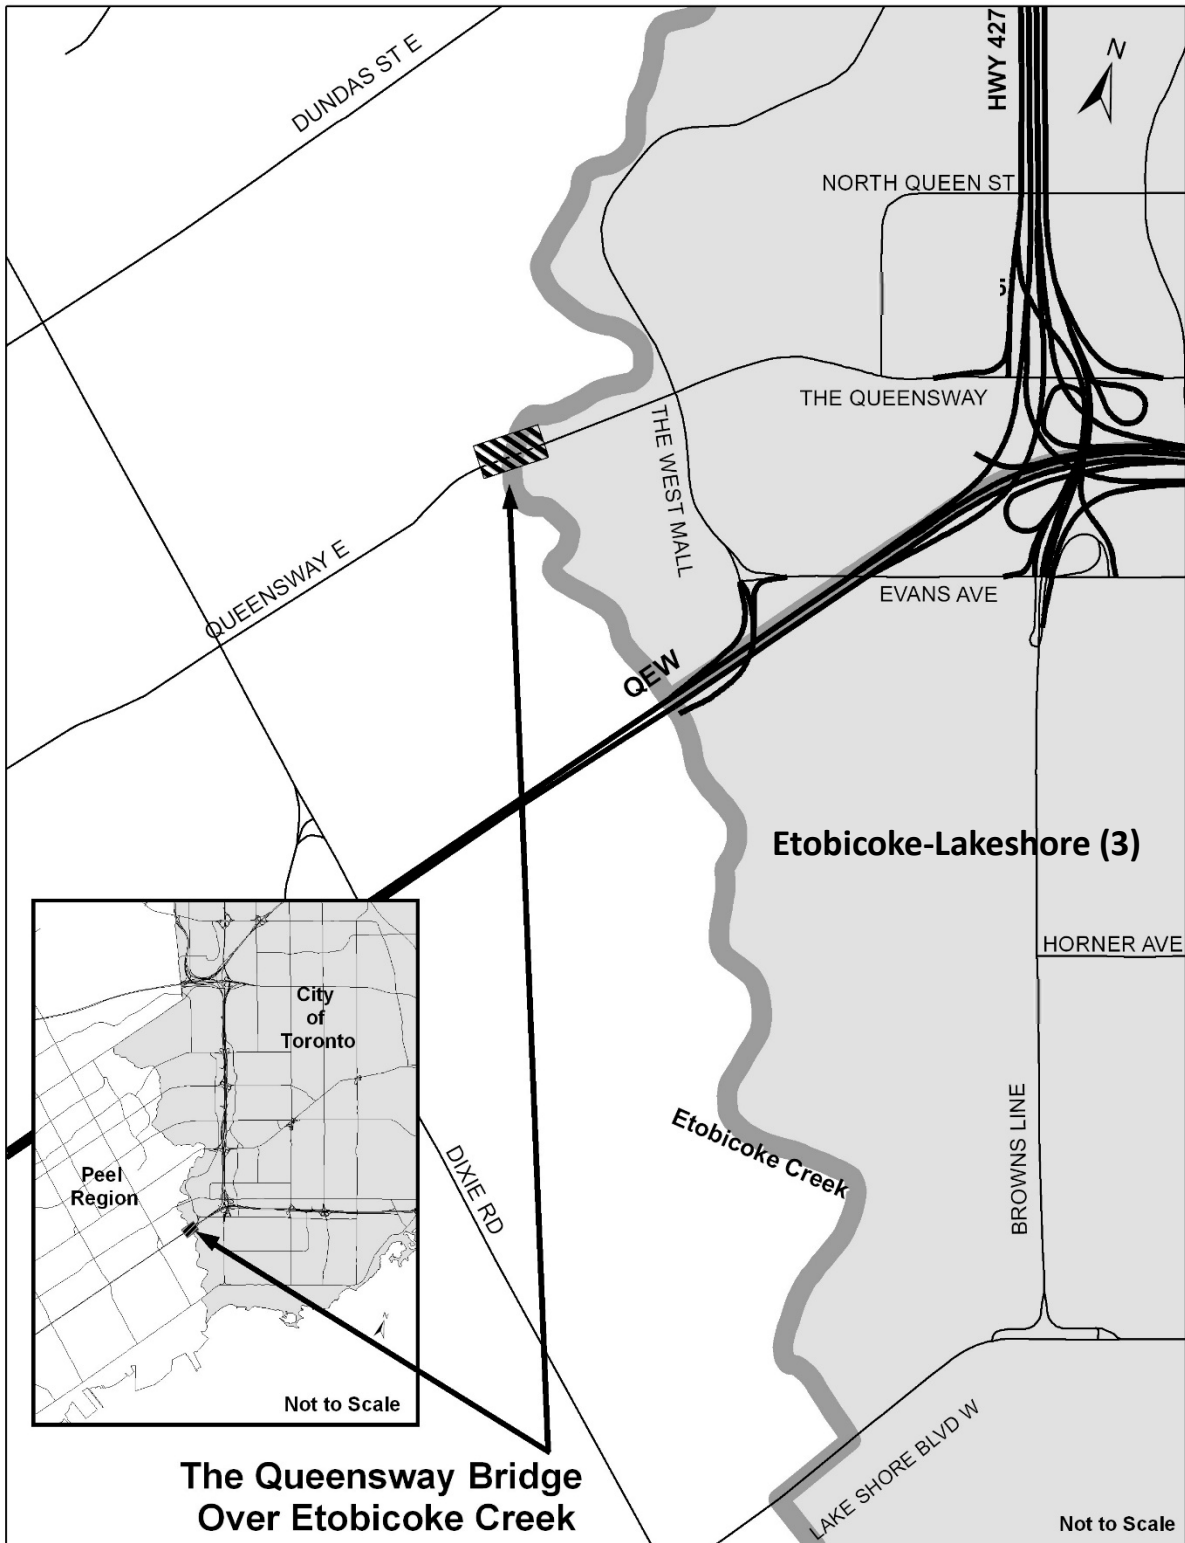 DUNDAS ST E
HWY 427
N
NORTH QUEEN ST
THE QUEENSWAY
THE WEST MALL
QUEENSWAY E
EVANS AVE
QEW
Etobicoke-Lakeshore (3)
HORNER AVE
City
of
Toronto
Peel
Region
N
Not to Scale
DIXIE RD
Etobicoke Creek
BROWNS LINE
LAKE SHORE BLVD W
The Queensway Bridge
Over Etobicoke Creek
Not to Scale